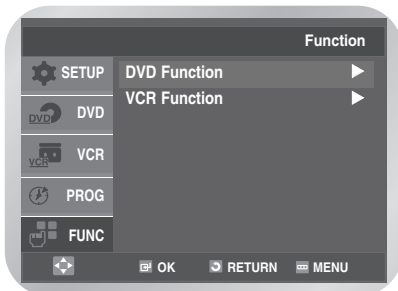 Function
SETUP
DVD Function
VCR Function
DVD DVD
VCR VCR
PROG
FUNC
OK RETURN MENU